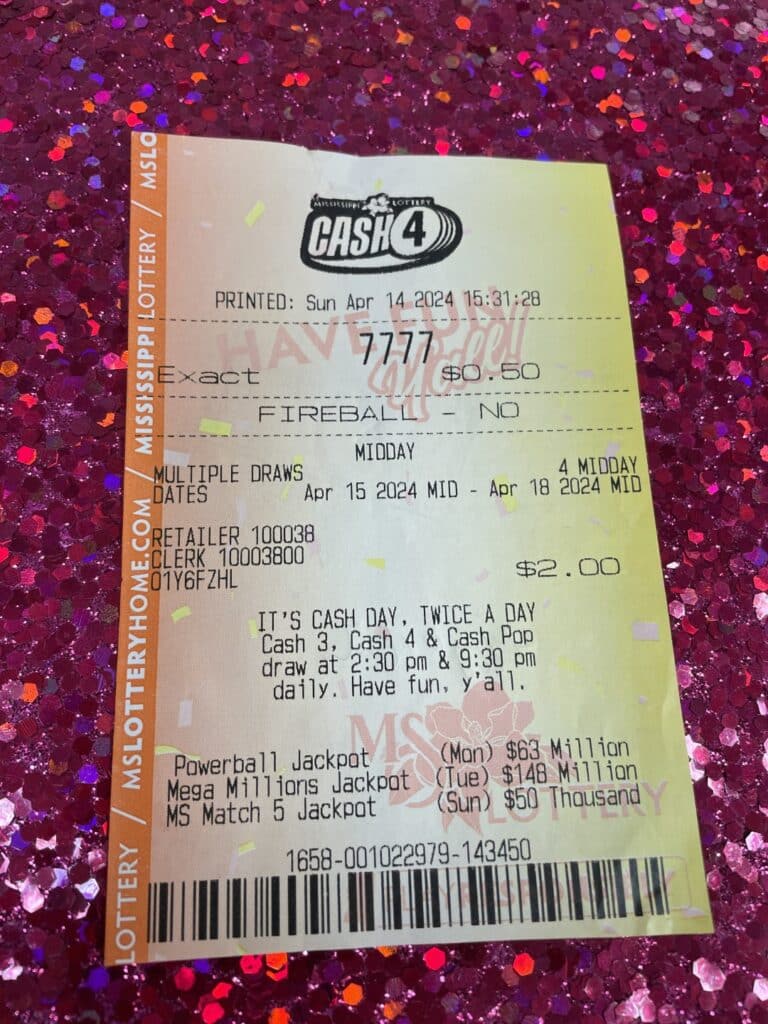 MISSISSIPPI LOTTERY
CASH 4
PRINTED: Sun Apr 14 2024 15:31:28
HAVE FUN
Y'all!
7777
Exact $0.50
FIREBALL - NO
MIDDAY
MULTIPLE DRAWS 4 MIDDAY
DATES Apr 15 2024 MID - Apr 18 2024 MID
RETAILER 100038
CLERK 10003800
01Y6FZHL $2.00
IT'S CASH DAY, TWICE A DAY
Cash 3, Cash 4 & Cash Pop
draw at 2:30 pm & 9:30 pm
daily. Have fun, y'all.
MS
LOTTERY
Powerball Jackpot (Mon) $63 Million
Mega Millions Jackpot (Tue) $148 Million
MS Match 5 Jackpot (Sun) $50 Thousand
1658-001022979-143450
LOTTERY / MSLOTTERYHOME.COM / MISSISSIPPI LOTTERY / MSLO